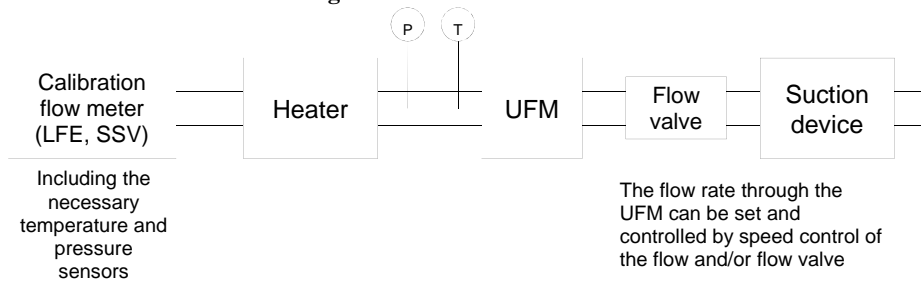 P
T
Calibration
flow meter
(LFE, SSV)
Heater
UFM
Flow
valve
Suction
device
Including the
necessary
temperature and
pressure
sensors
The flow rate through the
UFM can be set and
controlled by speed control of
the flow and/or flow valve